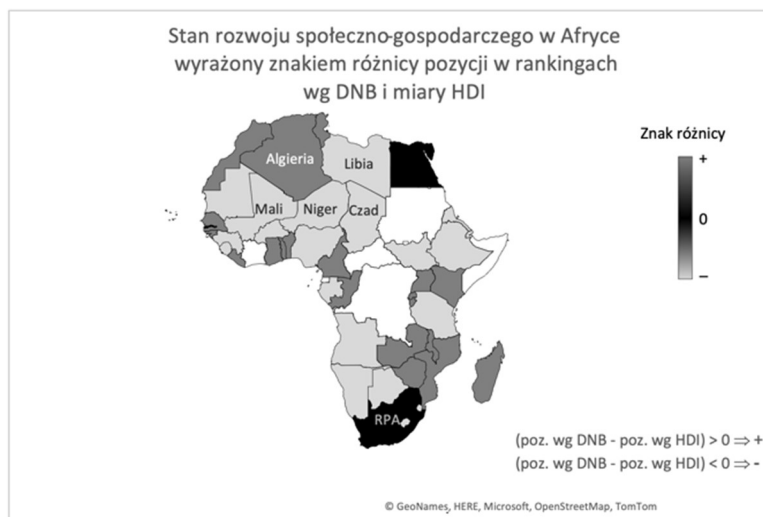 Stan rozwoju społeczno-gospodarczego w Afryce
wyrażony znakiem różnicy pozycji w rankingach
wg DNB i miary HDI
Znak różnicy
+
0
–
Algieria
Libia
Mali
Niger
Czad
RPA
(poz. wg DNB - poz. wg HDI) > 0 ⇒ +
(poz. wg DNB - poz. wg HDI) < 0 ⇒ -
© GeoNames, HERE, Microsoft, OpenStreetMap, TomTom